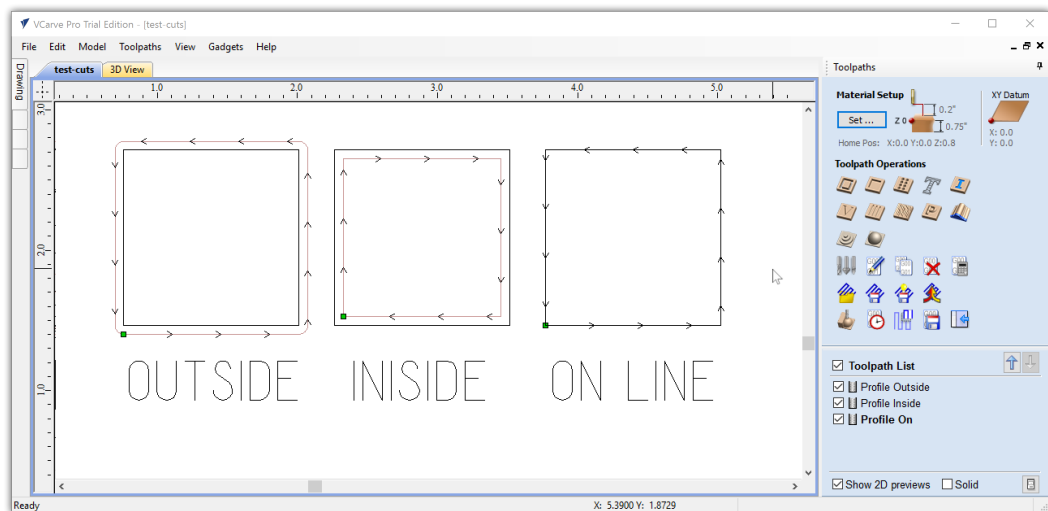 VCarve Pro Trial Edition - [test-cuts]
File Edit Model Toolpaths View Gadgets Help
Drawing
test-cuts 3D View
1.0 2.0 3.0 4.0 5.0
3.0
2.0
1.0
OUTSIDE INISIDE ON LINE
Ready X: 5.3900 Y: 1.8729
Toolpaths
Material Setup
Set ...
Z 0
0.2"
0.75"
Home Pos: X:0.0 Y:0.0 Z:0.8
XY Datum
X: 0.0
Y: 0.0
Toolpath Operations
Toolpath List
Profile Outside
Profile Inside
Profile On
Show 2D previews Solid